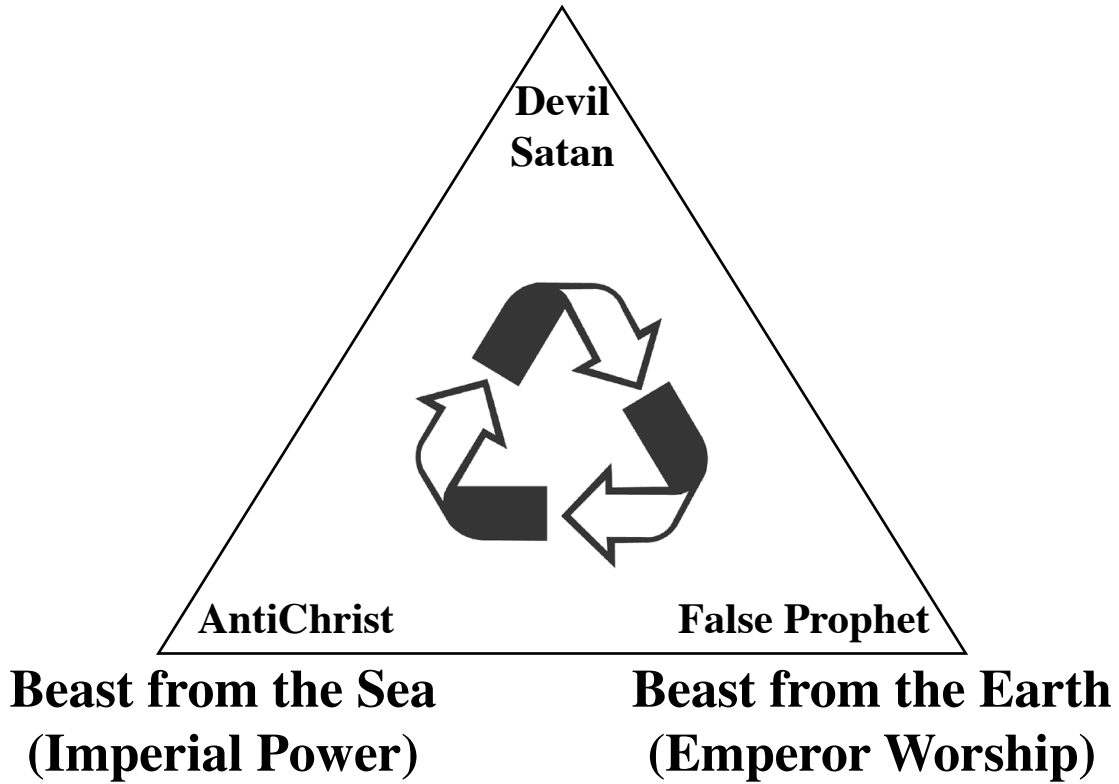 Devil
Satan
AntiChrist
False Prophet
Beast from the Sea
(Imperial Power)
Beast from the Earth
(Emperor Worship)